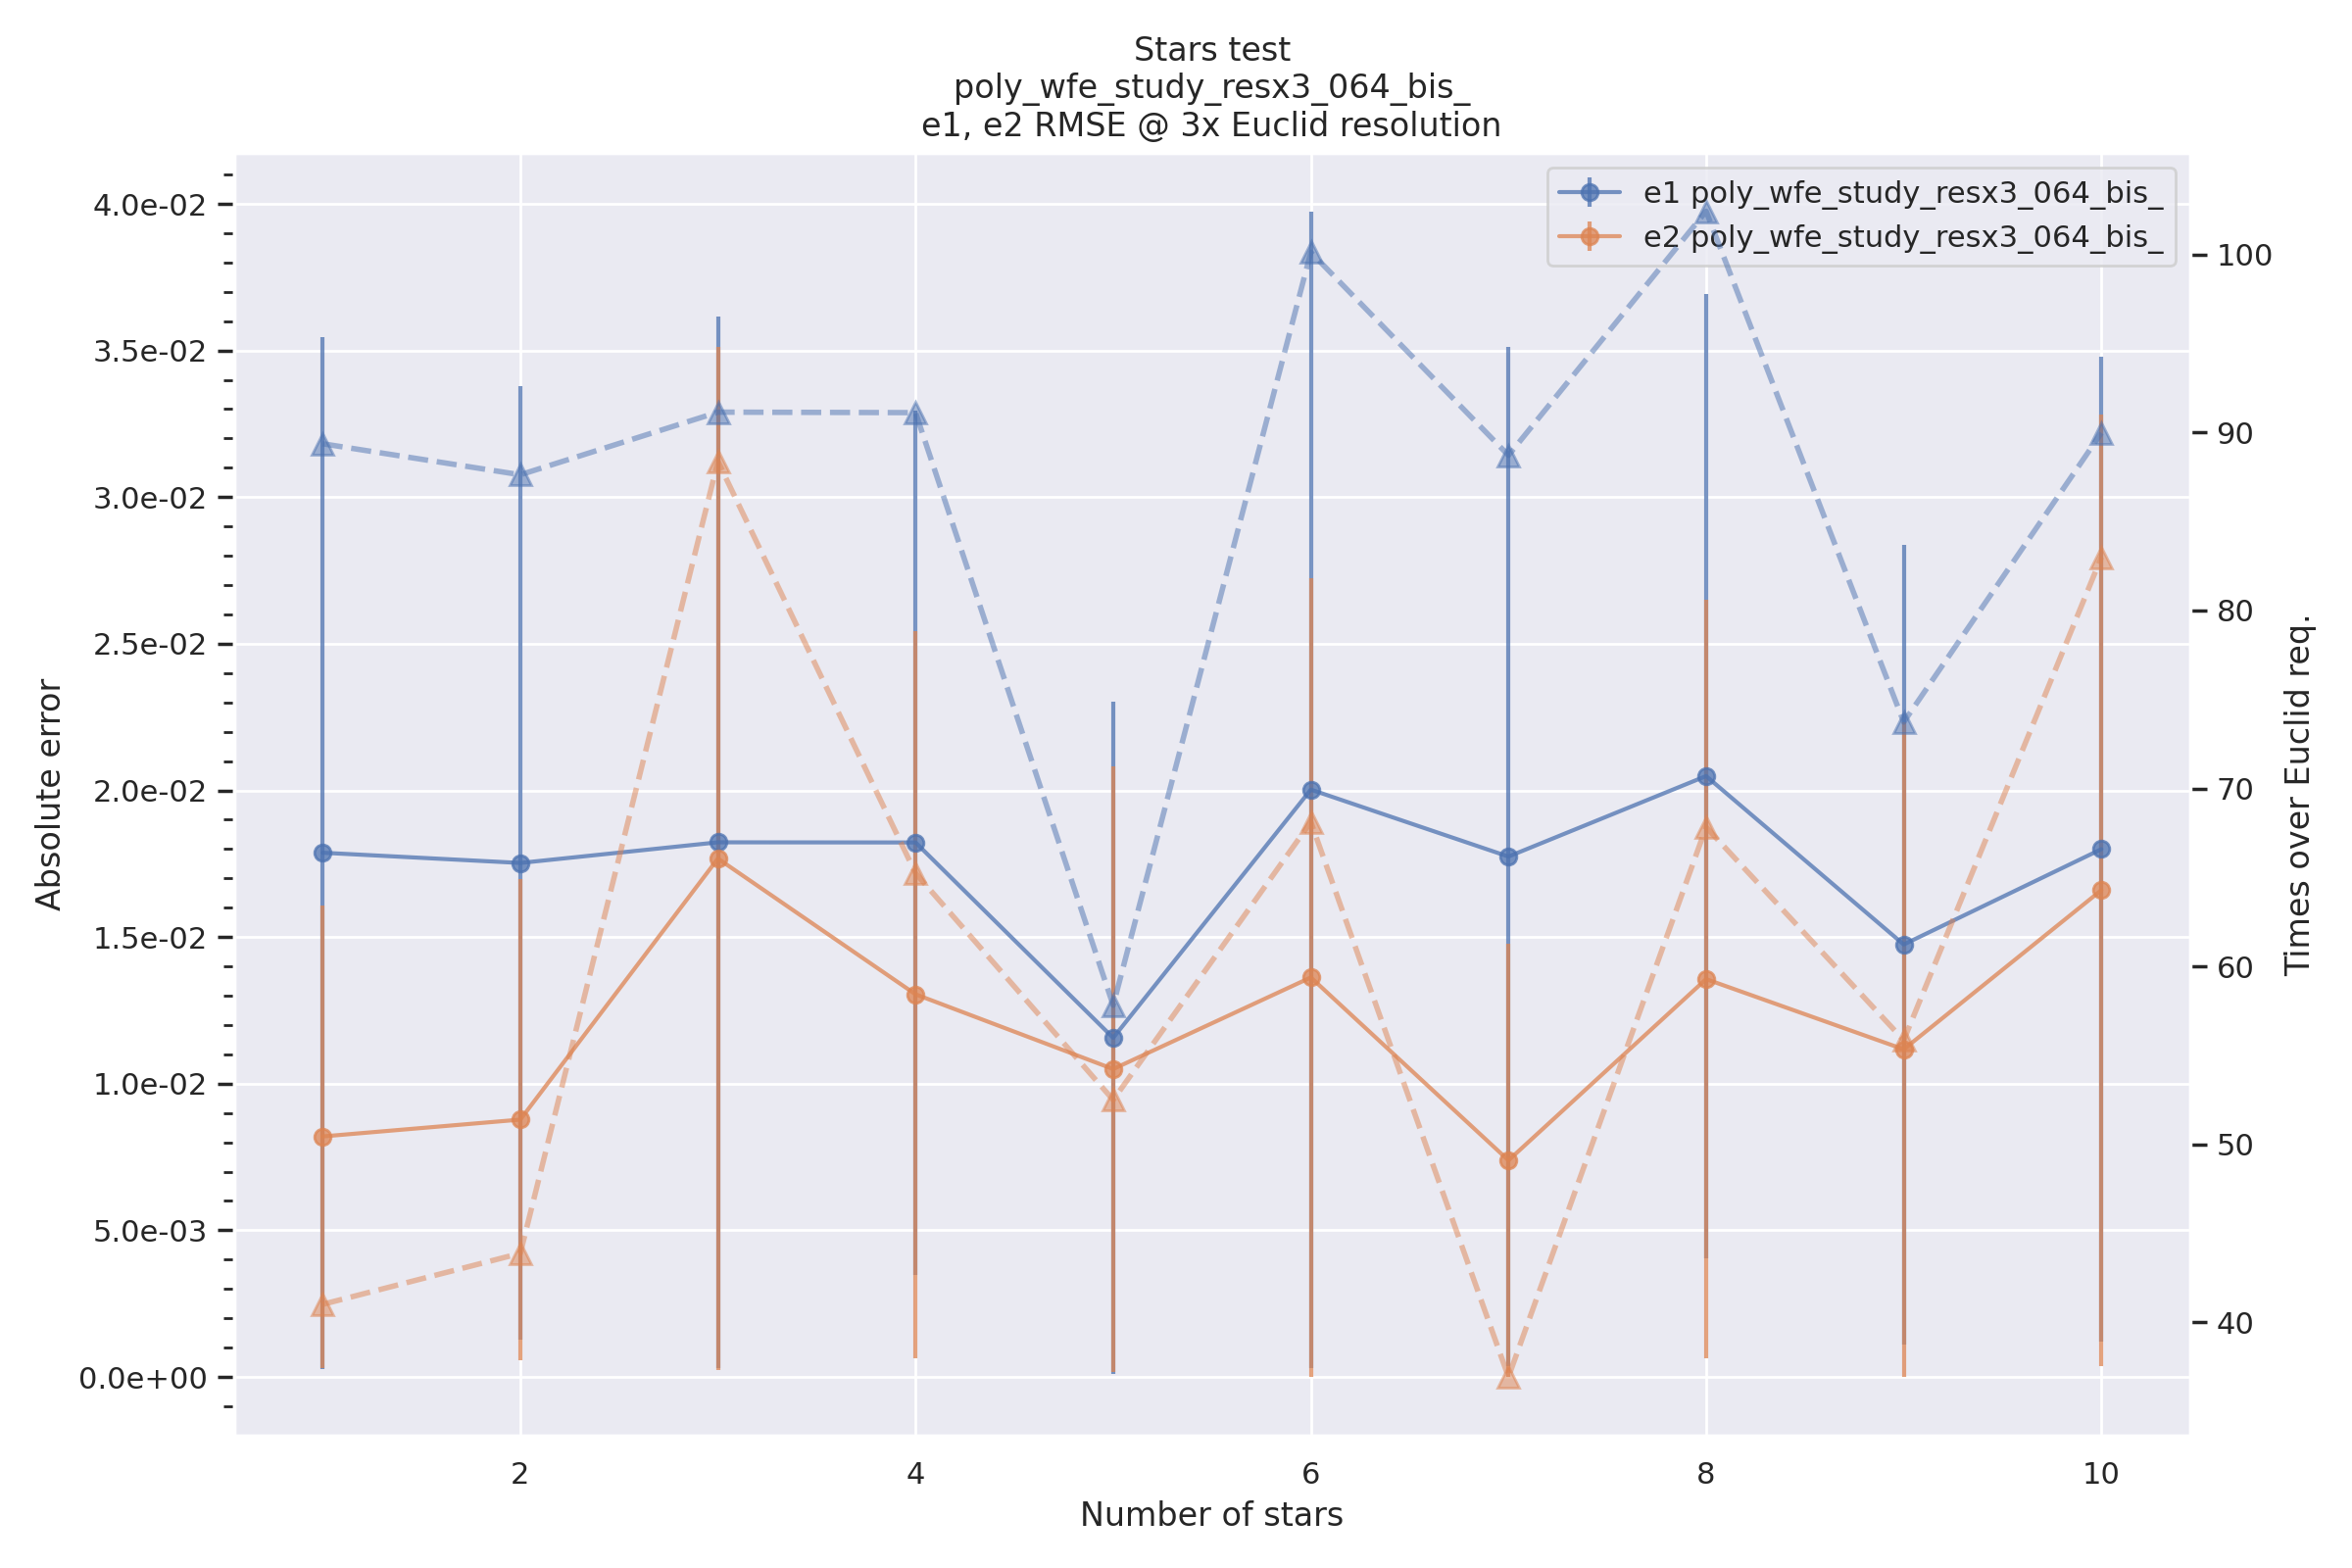 Stars test
poly_wfe_study_resx3_064_bis_
e1, e2 RMSE @ 3x Euclid resolution
e1 poly_wfe_study_resx3_064_bis_
e2 poly_wfe_study_resx3_064_bis_
4.0e-02
3.5e-02
3.0e-02
2.5e-02
2.0e-02
1.5e-02
1.0e-02
5.0e-03
0.0e+00
Absolute error
100
90
80
70
60
50
40
Times over Euclid req.
2 4 6 8 10
Number of stars